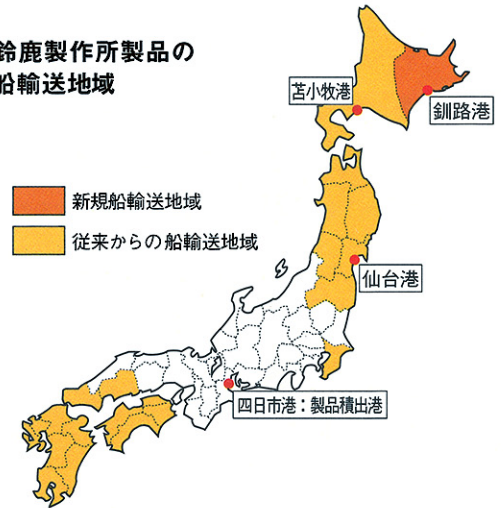 鈴鹿製作所製品の
船輸送地域
苫小牧港
釧路港
新規船輸送地域
従来からの船輸送地域
仙台港
四日市港：製品積出港